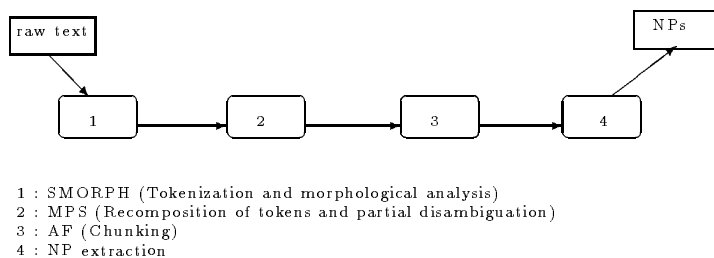 raw text
NPs
1
2
3
4
1 : SMORPH (Tokenization and morphological analysis)
2 : MPS (Recomposition of tokens and partial disambiguation)
3 : AF (Chunking)
4 : NP extraction